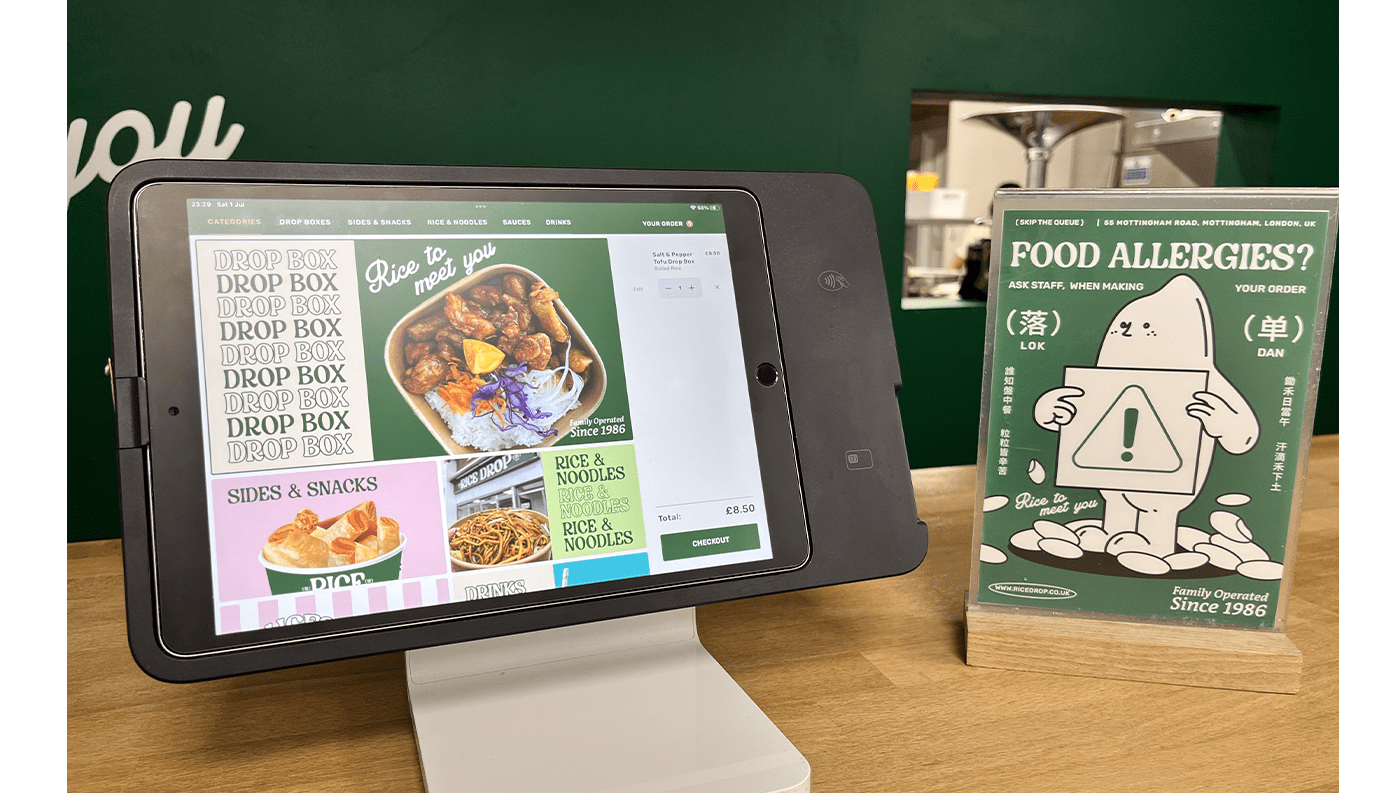 you
23:29 Sat 1 Jul
68%
CATEGORIES DROP BOXES SIDES & SNACKS RICE & NOODLES SAUCES DRINKS YOUR ORDER
DROP BOX
DROP BOX
DROP BOX
DROP BOX
DROP BOX
DROP BOX
DROP BOX
DROP BOX
DROP BOX
Rice to
meet you
Family Operated
Since 1986
Salt & Pepper £8.50
Tofu Drop Box
Boiled Rice
Edit 1
SIDES & SNACKS
RICE
RICE DROP
RICE &
NOODLES
RICE &
NOODLES
RICE &
NOODLES
DRINKS
Total: £8.50
CHECKOUT
(SKIP THE QUEUE) | 55 MOTTINGHAM ROAD, MOTTINGHAM, LONDON, UK
FOOD ALLERGIES?
ASK STAFF, WHEN MAKING YOUR ORDER
(落)
LOK
(单)
DAN
鋤禾日當午
汗滴禾下土
誰知盤中餐
粒粒皆辛苦
!
Rice to
meet you
WWW.RICEDROP.CO.UK
Family Operated
Since 1986